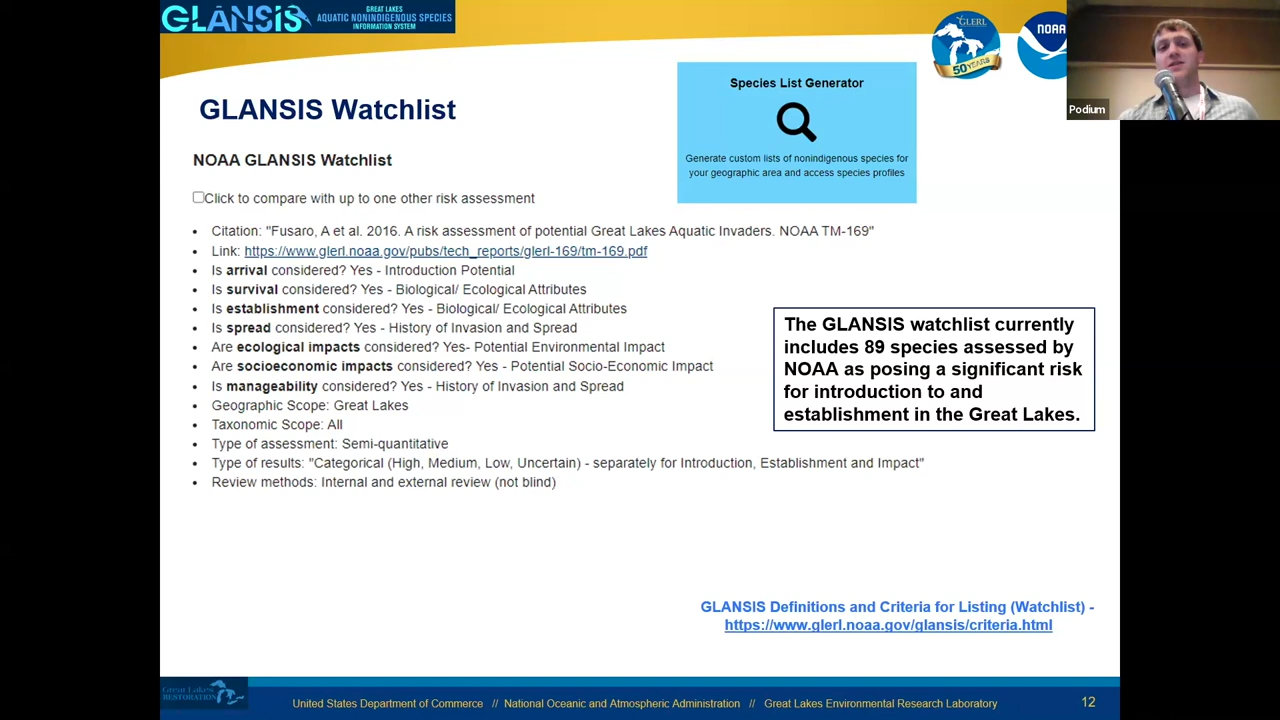 GLANSIS
GREAT LAKES
AQUATIC NONINDIGENOUS SPECIES
INFORMATION SYSTEM
GLERL
50 YEARS
NOAA
Podium
GLANSIS Watchlist
Species List Generator
Generate custom lists of nonindigenous species for
your geographic area and access species profiles
NOAA GLANSIS Watchlist
Click to compare with up to one other risk assessment
• Citation: "Fusaro, A et al. 2016. A risk assessment of potential Great Lakes Aquatic Invaders. NOAA TM-169"
• Link: https://www.glerl.noaa.gov/pubs/tech_reports/glerl-169/tm-169.pdf
• Is arrival considered? Yes - Introduction Potential
• Is survival considered? Yes - Biological/ Ecological Attributes
• Is establishment considered? Yes - Biological/ Ecological Attributes
• Is spread considered? Yes - History of Invasion and Spread
• Are ecological impacts considered? Yes- Potential Environmental Impact
• Are socioeconomic impacts considered? Yes - Potential Socio-Economic Impact
• Is manageability considered? Yes - History of Invasion and Spread
• Geographic Scope: Great Lakes
• Taxonomic Scope: All
• Type of assessment: Semi-quantitative
• Type of results: "Categorical (High, Medium, Low, Uncertain) - separately for Introduction, Establishment and Impact"
• Review methods: Internal and external review (not blind)
The GLANSIS watchlist currently
includes 89 species assessed by
NOAA as posing a significant risk
for introduction to and
establishment in the Great Lakes.
GLANSIS Definitions and Criteria for Listing (Watchlist) -
https://www.glerl.noaa.gov/glansis/criteria.html
Great Lakes
RESTORATION
United States Department of Commerce // National Oceanic and Atmospheric Administration // Great Lakes Environmental Research Laboratory
12